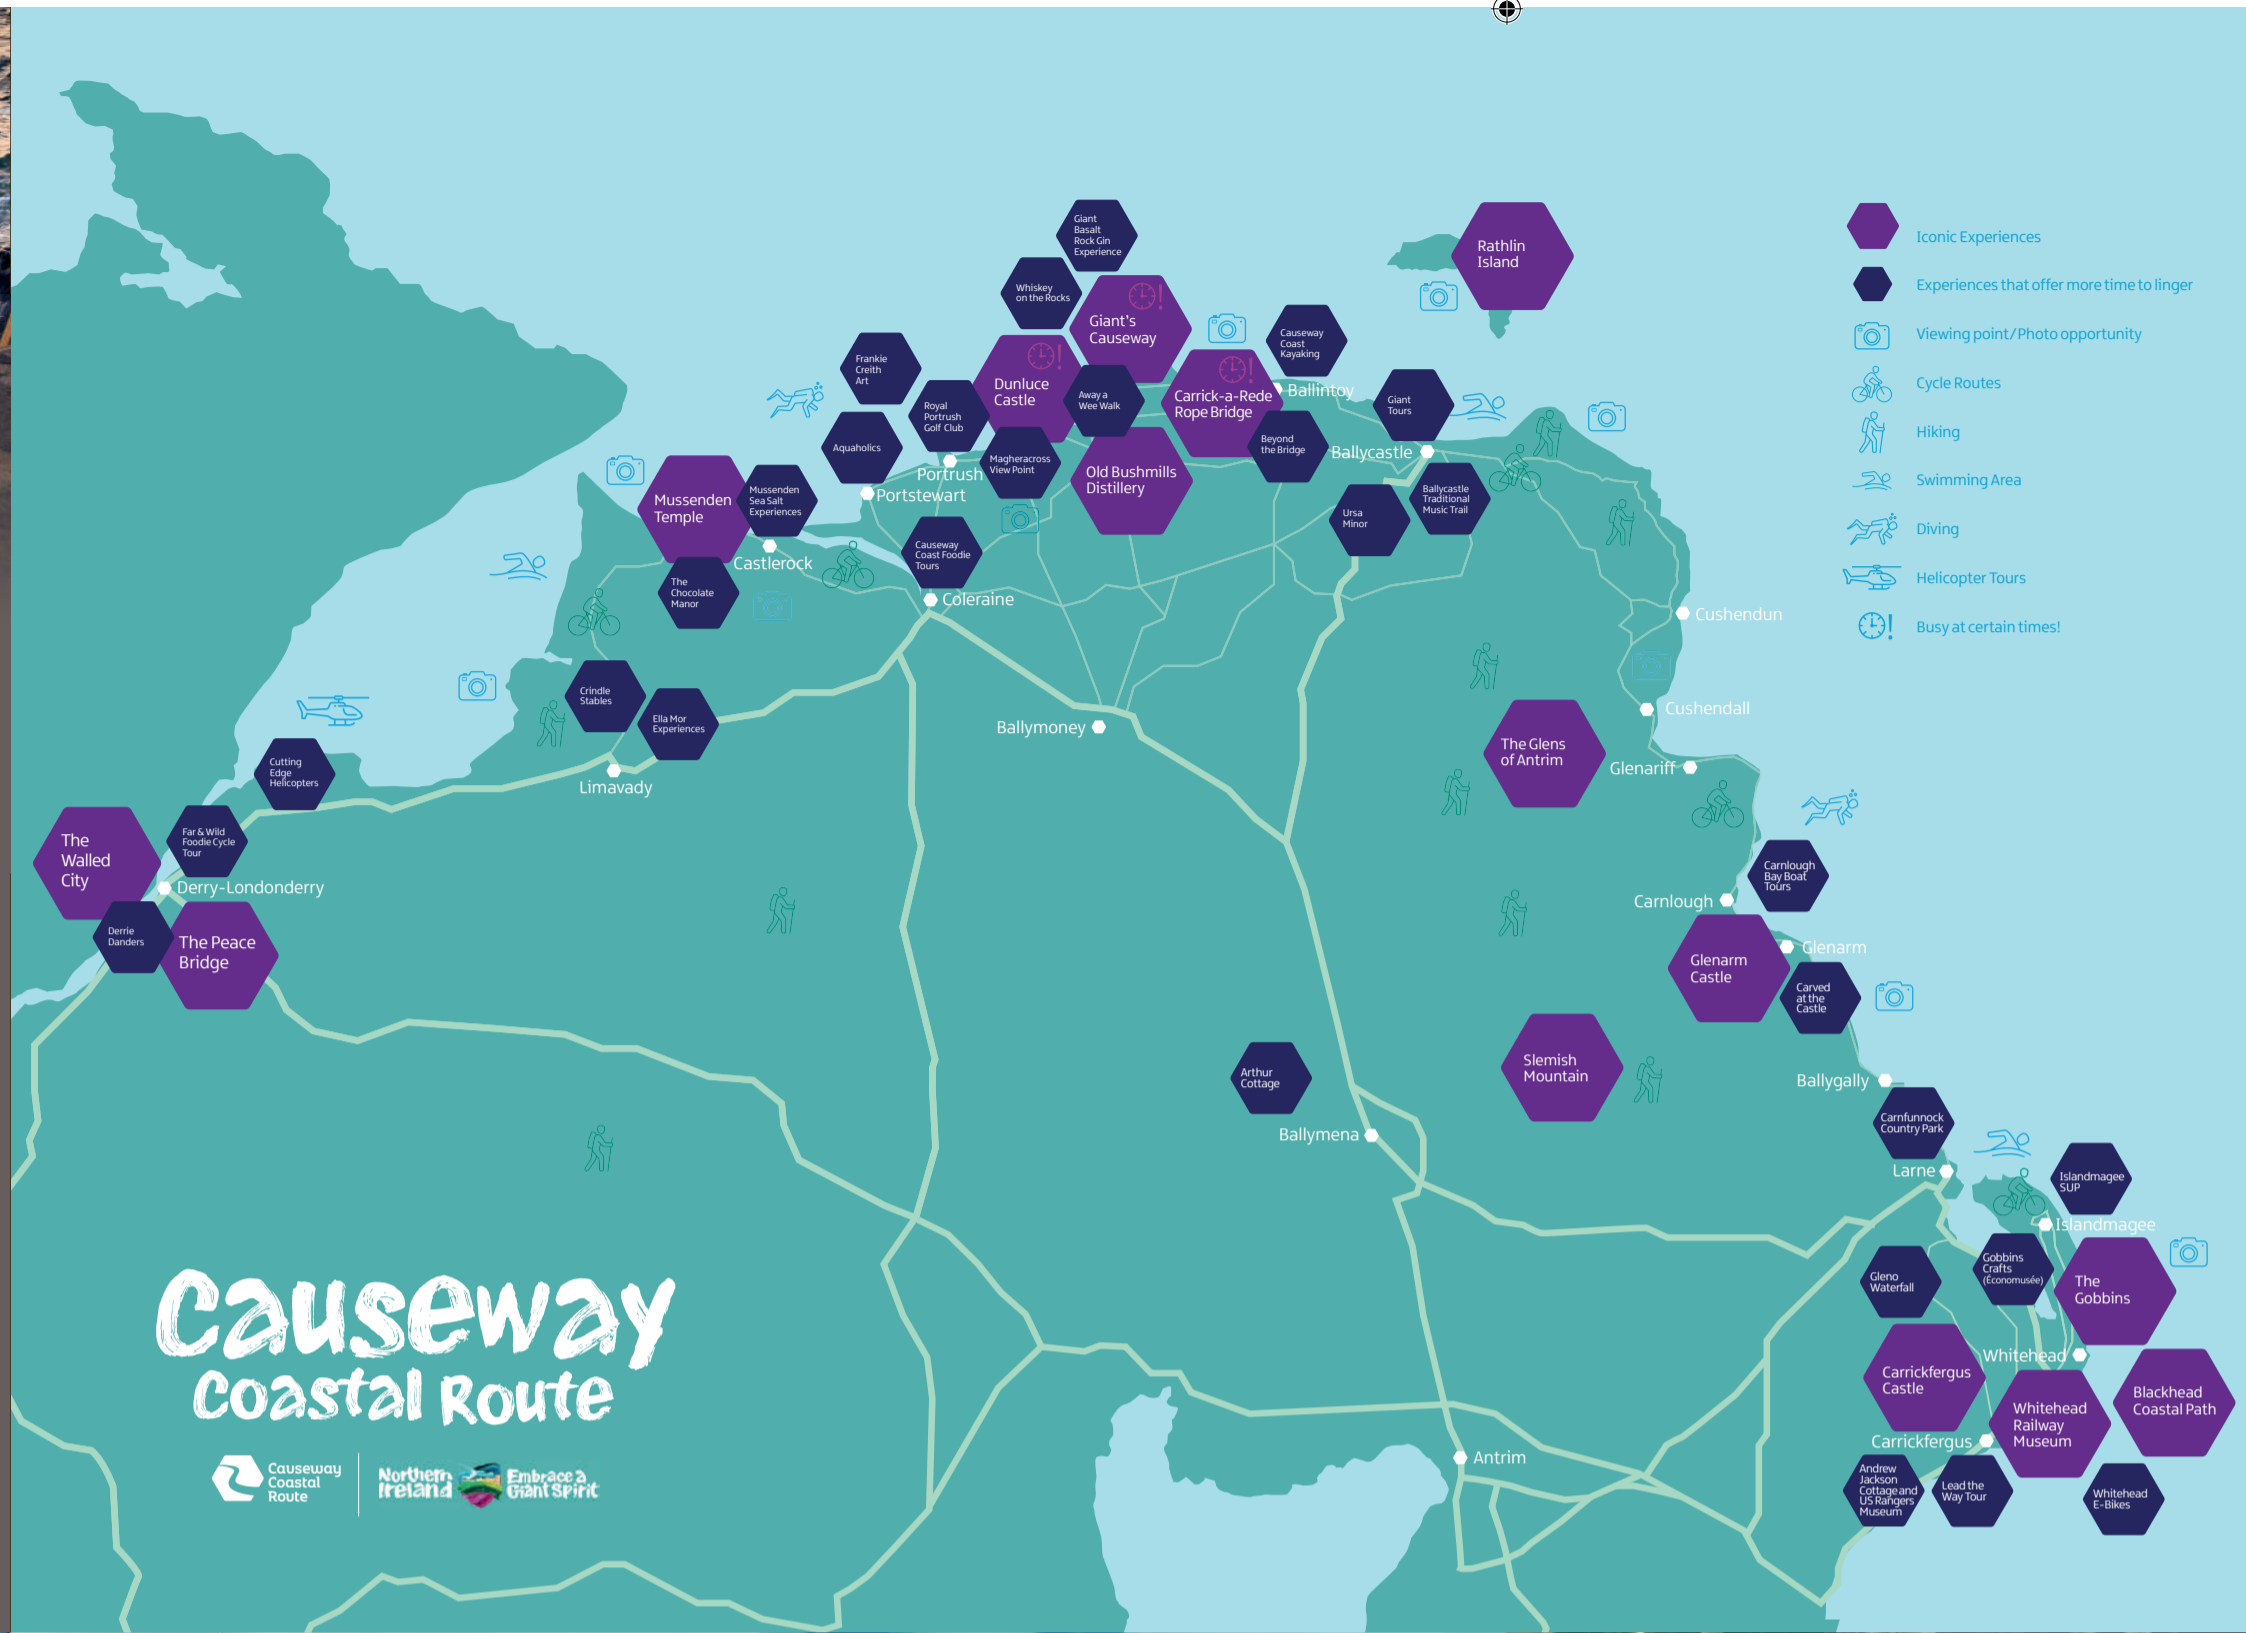 Giant
Basalt
Rock Gin
Experience
Whiskey
on the Rocks
Giant's
Causeway
Rathlin
Island
Frankie
Creith
Art
Dunluce
Castle
Causeway
Coast
Kayaking
Royal
Portrush
Golf Club
Away a
Wee Walk
Carrick-a-Rede
Rope Bridge
Ballintoy
Giant
Tours
Aquaholics
Magheracross
View Point
Old Bushmills
Distillery
Beyond
the Bridge
Ballycastle
Portrush
Portstewart
Mussenden
Temple
Mussenden
Sea Salt
Experiences
Ursa
Minor
Ballycastle
Traditional
Music Trail
Castlerock
Causeway
Coast Foodie
Tours
The
Chocolate
Manor
Coleraine
Cushendun
Crindle
Stables
Ella Mor
Experiences
Ballymoney
Cushendall
The Glens
of Antrim
Glenariff
Limavady
Cutting
Edge
Helicopters
The
Walled
City
Far & Wild
Foodie Cycle
Tour
Derry-Londonderry
Derrie
Danders
The Peace
Bridge
Carnlough
Bay Boat
Tours
Carnlough
Glenarm
Glenarm
Castle
Carved
at the
Castle
Slemish
Mountain
Arthur
Cottage
Ballymena
Ballygally
Carnfunnock
Country Park
Larne
Islandmagee
SUP
Islandmagee
Gobbins
Crafts
(Économusée)
The
Gobbins
Gleno
Waterfall
Whitehead
Carrickfergus
Castle
Whitehead
Railway
Museum
Blackhead
Coastal Path
Carrickfergus
Antrim
Andrew
Jackson
Cottage and
US Rangers
Museum
Lead the
Way Tour
Whitehead
E-Bikes
Iconic Experiences
Experiences that offer more time to linger
Viewing point/Photo opportunity
Cycle Routes
Hiking
Swimming Area
Diving
Helicopter Tours
Busy at certain times!
Causeway
Coastal Route
Causeway
Coastal
Route
Northern
Ireland
Embrace a
Giant Spirit